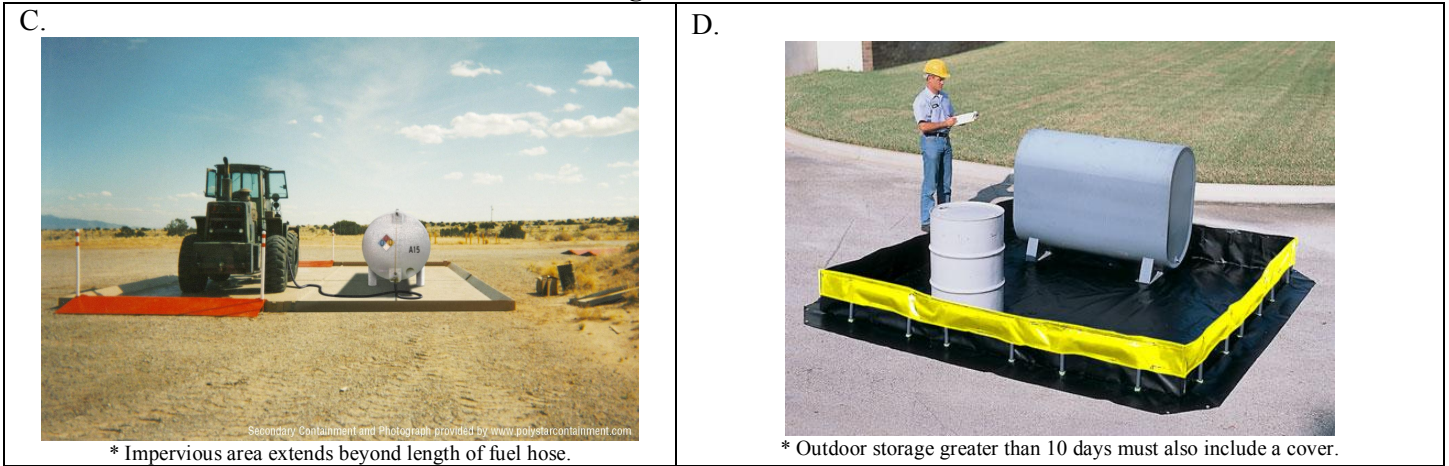 C.
A15
Secondary Containment and Photograph provided by www.polystarcontainment.com
* Impervious area extends beyond length of fuel hose.
D.
* Outdoor storage greater than 10 days must also include a cover.